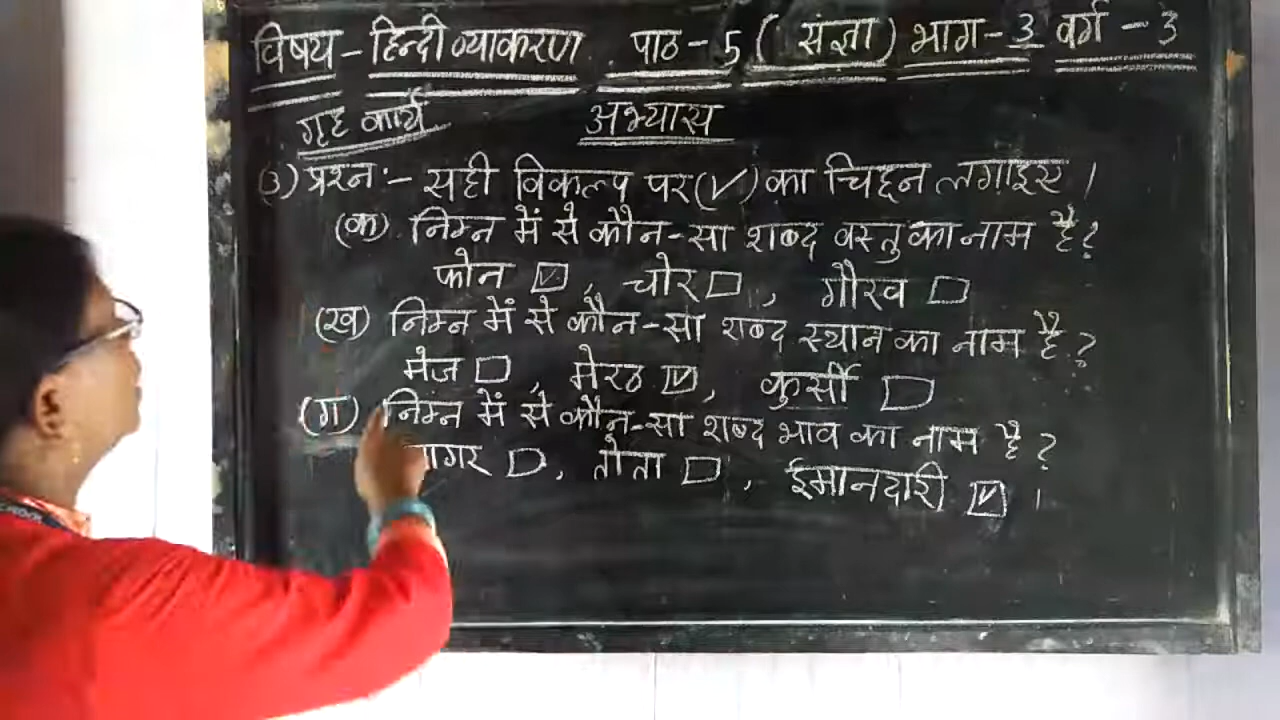 विषय - हिन्दी व्याकरण पाठ - 5 ( संज्ञा ) भाग - 3 वर्ग - 3
गृह कार्य अभ्यास
(3) प्रश्न :- सही विकल्प पर (✓) का चिह्न लगाइए ।
(क) निम्न में से कौन-सा शब्द वस्तु का नाम है?
फोन ☑ , चोर ☐ , गौरव ☐
(ख) निम्न में से कौन-सा शब्द स्थान का नाम है?
मेज ☐ , मेरठ ☑ , कुर्सी ☐
(ग) निम्न में से कौन-सा शब्द भाव का नाम है?
☐ , तोता ☐ , ईमानदारी ☑ ।